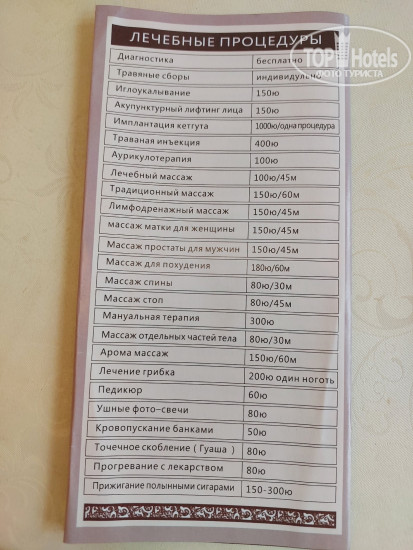 ЛЕЧЕБНЫЕ ПРОЦЕДУРЫ
TOP Hotels
ФОТО ТУРИСТА
Диагностика бесплатно
Травяные сборы индивидульно
Иглоукалывание 150ю
Акупунктурный лифтинг лица 150ю
Имплантация кетгута 1000ю/одна процедура
Траваная инъекция 400ю
Аурикулотерапия 100ю
Лечебный массаж 100ю/45м
Традиционный массаж 150ю/60м
Лимфодренажный массаж 150ю/45м
массаж матки для женщины 150ю/45м
Массаж простаты для мужчин 150ю/45м
Массаж для похудения 180ю/60м
Массаж спины 80ю/30м
Массаж стоп 80ю/45м
Мануальная терапия 300ю
Массаж отдельных частей тела 80ю/30м
Арома массаж 150ю/60м
Лечение грибка 200ю один ноготь
Педикюр 60ю
Ушные фото-свечи 80ю
Кровопускание банками 50ю
Точечное скобление ( Гуаша ) 80ю
Прогревание с лекарством 80ю
Прижигание полынными сигарами 150-300ю